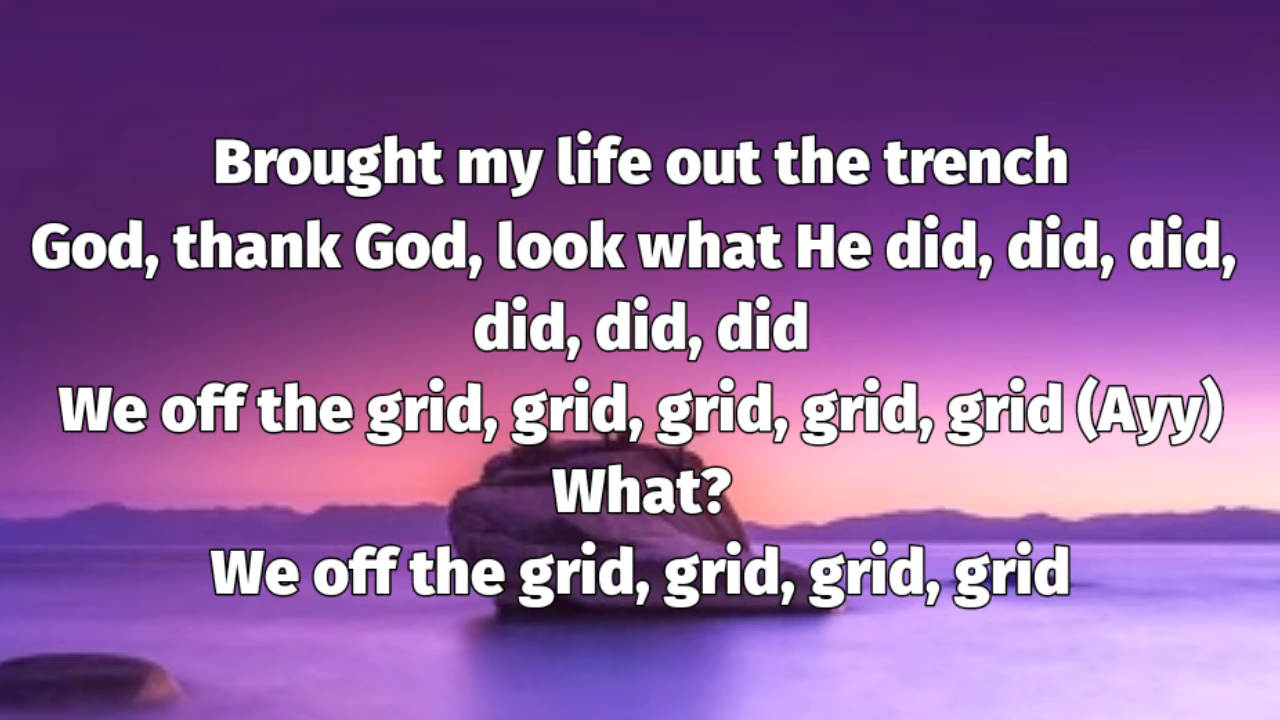 Brought my life out the trench
God, thank God, look what He did, did, did,
did, did, did
We off the grid, grid, grid, grid, grid (Ayy)
What?
We off the grid, grid, grid, grid